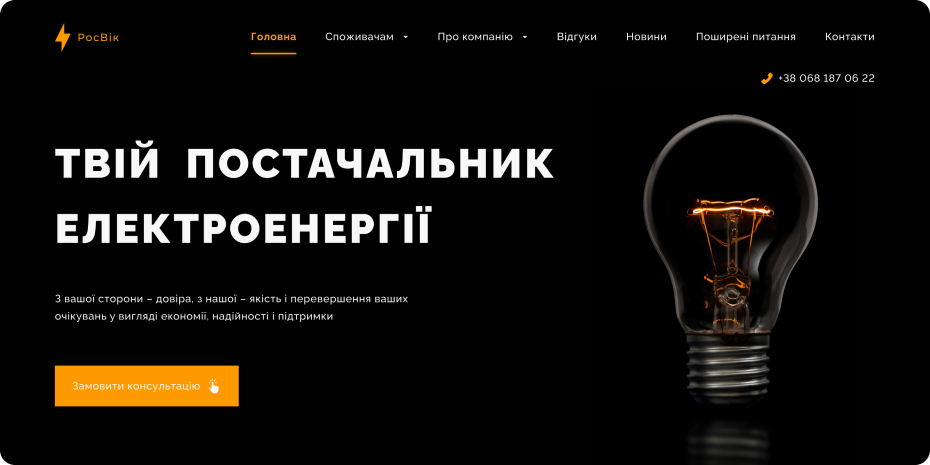 РосВік
Головна
Споживачам
Про компанію
Відгуки
Новини
Поширені питання
Контакти
+38 068 187 06 22
ТВІЙ ПОСТАЧАЛЬНИК
ЕЛЕКТРОЕНЕРГІЇ
З вашої сторони – довіра, з нашої – якість і перевершення ваших
очікувань у вигляді економії, надійності і підтримки
Замовити консультацію